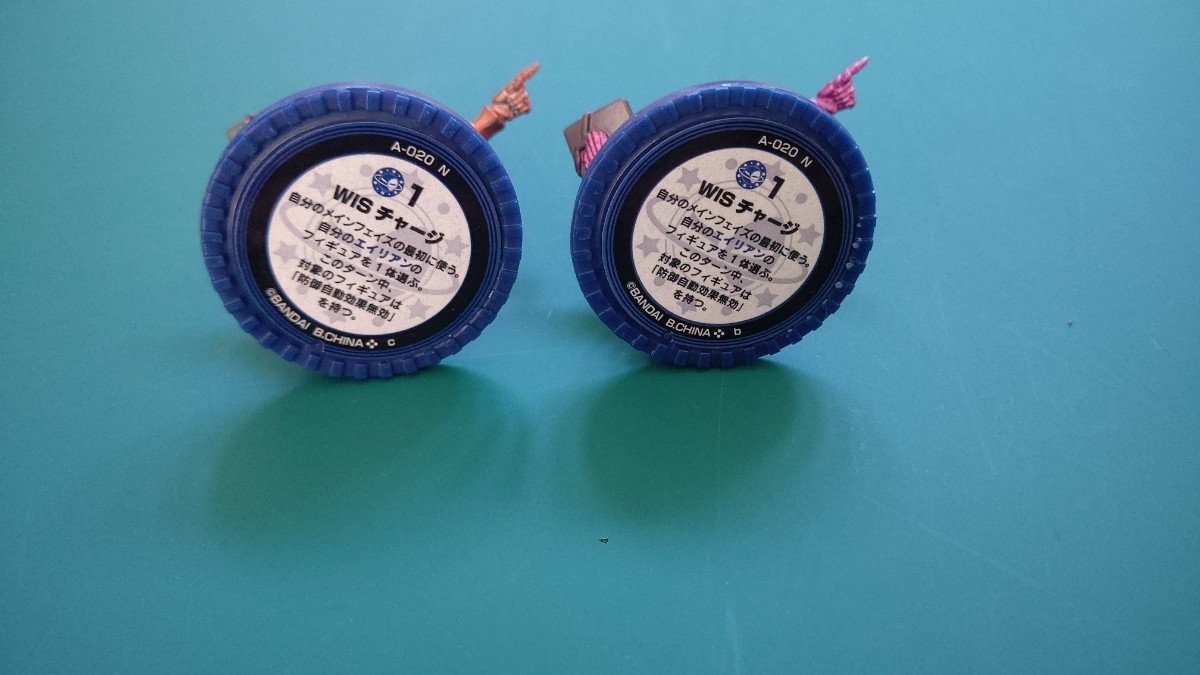 A-020 N
1
WIS チャージ
自分のメインフェイズの最初に使う。
自分のエイリアンの
フィギュアを1体選ぶ。
このターン中、
対象のフィギュアは
「防御自動効果無効」
を持つ。
©BANDAI B.CHINA c
A-020 N
1
WIS チャージ
自分のメインフェイズの最初に使う。
自分のエイリアンの
フィギュアを1体選ぶ。
このターン中、
対象のフィギュアは
「防御自動効果無効」
を持つ。
©BANDAI B.CHINA b